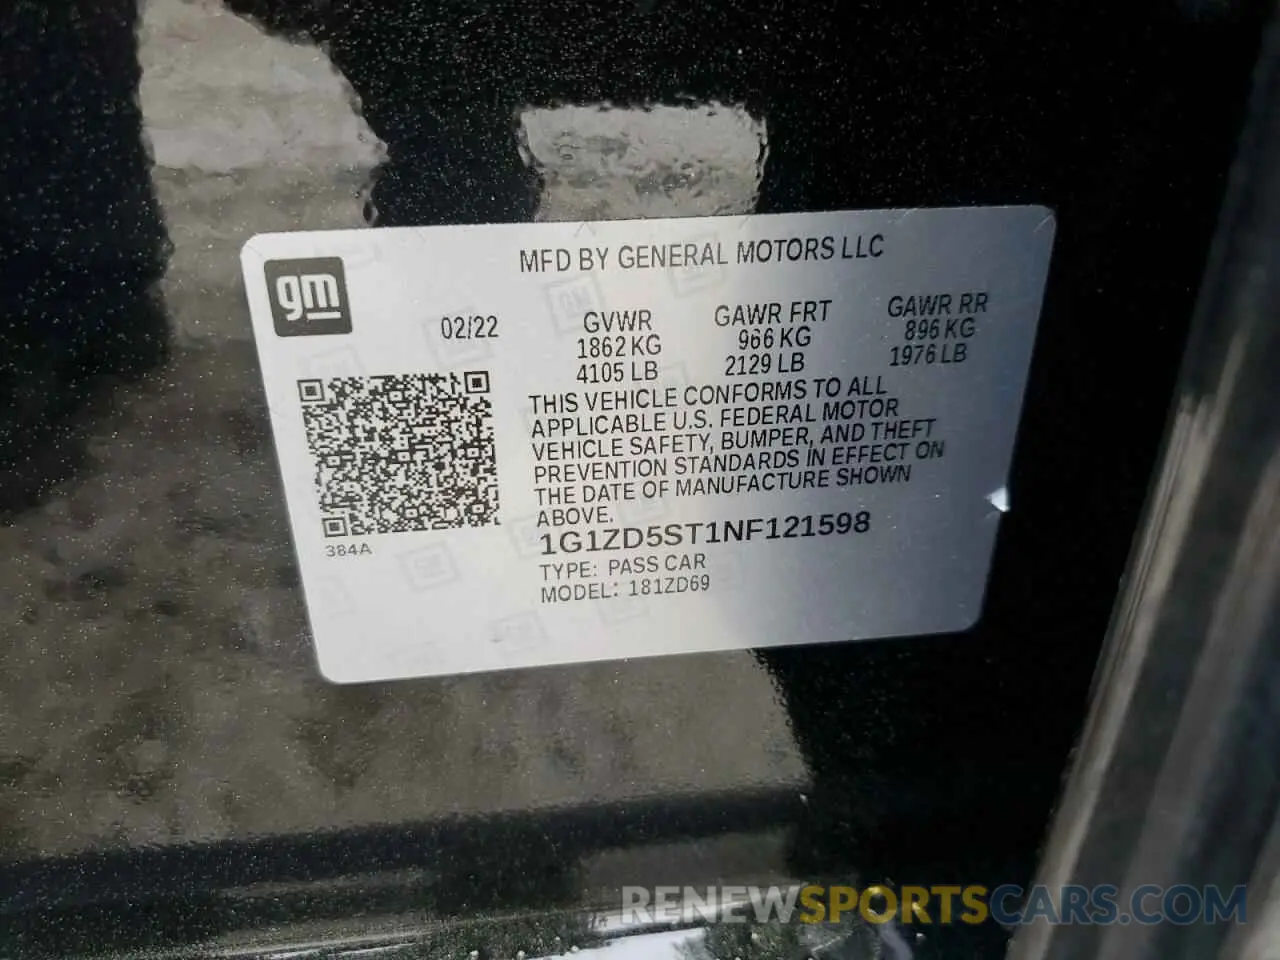 MFD BY GENERAL MOTORS LLC
gm
02/22
GVWR
1862 KG
4105 LB
GAWR FRT
966 KG
2129 LB
GAWR RR
896 KG
1976 LB
THIS VEHICLE CONFORMS TO ALL
APPLICABLE U.S. FEDERAL MOTOR
VEHICLE SAFETY, BUMPER, AND THEFT
PREVENTION STANDARDS IN EFFECT ON
THE DATE OF MANUFACTURE SHOWN
ABOVE.
384A
1G1ZD5ST1NF121598
TYPE: PASS CAR
MODEL: 181ZD69
RENEWSPORTSCARS.COM